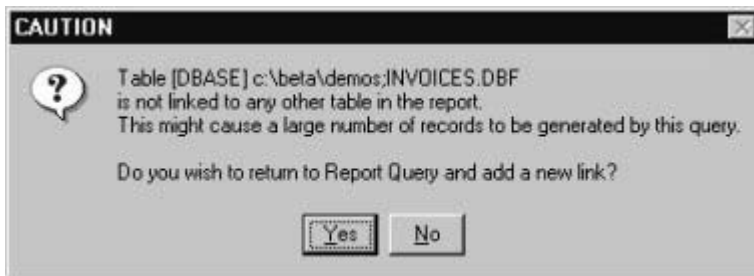 CAUTION
Table [DBASE] c:\beta\demos;INVOICES.DBF
is not linked to any other table in the report.
This might cause a large number of records to be generated by this query.
Do you wish to return to Report Query and add a new link?
Yes No